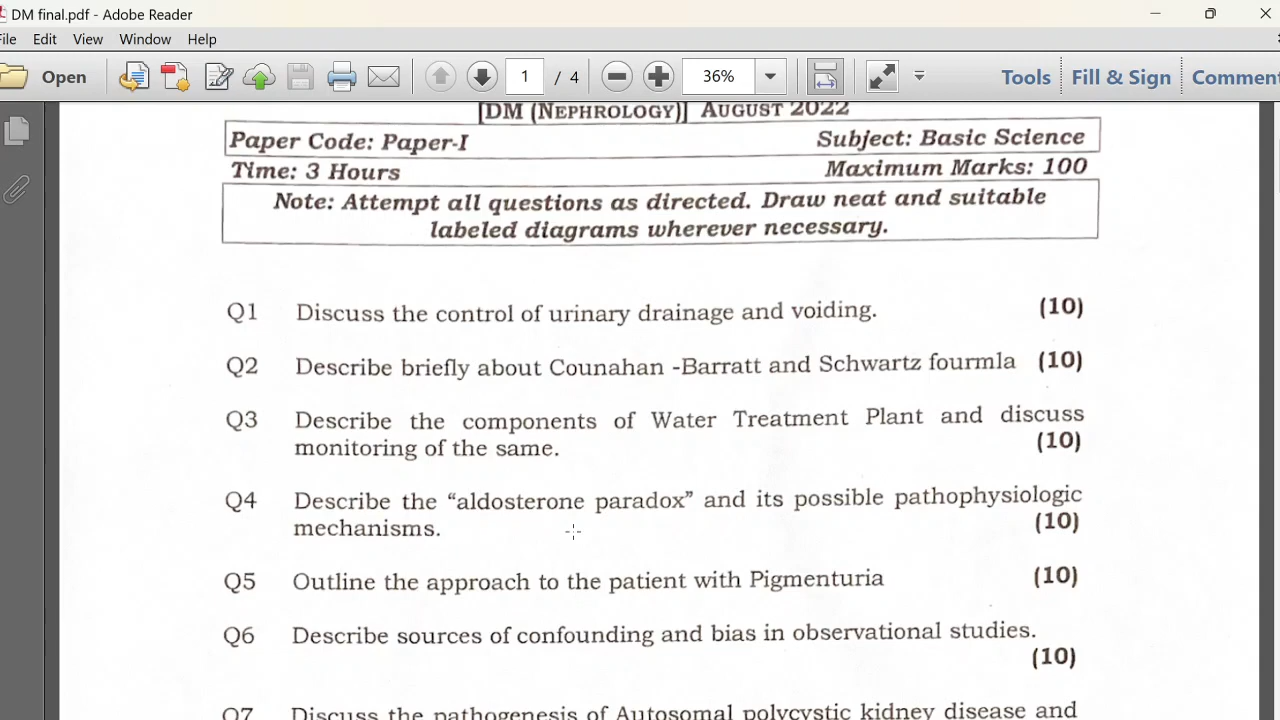 DM final.pdf - Adobe Reader
File Edit View Window Help
Open 1 / 4 36% Tools Fill & Sign Comment
[DM (NEPHROLOGY)] AUGUST 2022
Paper Code: Paper-I Subject: Basic Science
Time: 3 Hours Maximum Marks: 100
Note: Attempt all questions as directed. Draw neat and suitable
labeled diagrams wherever necessary.
Q1 Discuss the control of urinary drainage and voiding. (10)
Q2 Describe briefly about Counahan -Barratt and Schwartz fourmla (10)
Q3 Describe the components of Water Treatment Plant and discuss
monitoring of the same. (10)
Q4 Describe the “aldosterone paradox” and its possible pathophysiologic
mechanisms. (10)
Q5 Outline the approach to the patient with Pigmenturia (10)
Q6 Describe sources of confounding and bias in observational studies.
(10)
Q7 Discuss the pathogenesis of Autosomal polycystic kidney disease and